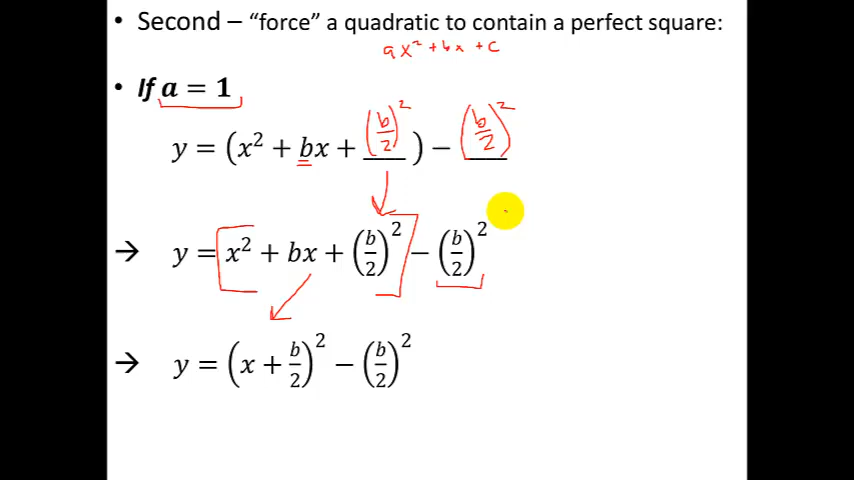 • Second – “force” a quadratic to contain a perfect square:
ax² + bx + c
• If a = 1
y = (x² + bx + (b/2)²) − (b/2)²
→ y = x² + bx + (b/2)² − (b/2)²
→ y = (x + b/2)² − (b/2)²